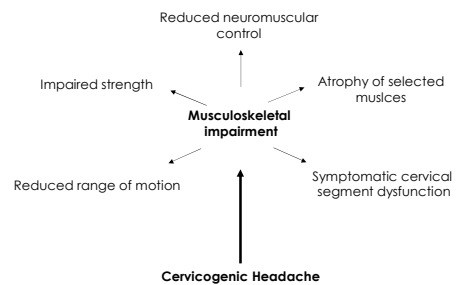 Reduced neuromuscular
control
Impaired strength
Atrophy of selected
muslces
Musculoskeletal
impairment
Reduced range of motion
Symptomatic cervical
segment dysfunction
Cervicogenic Headache